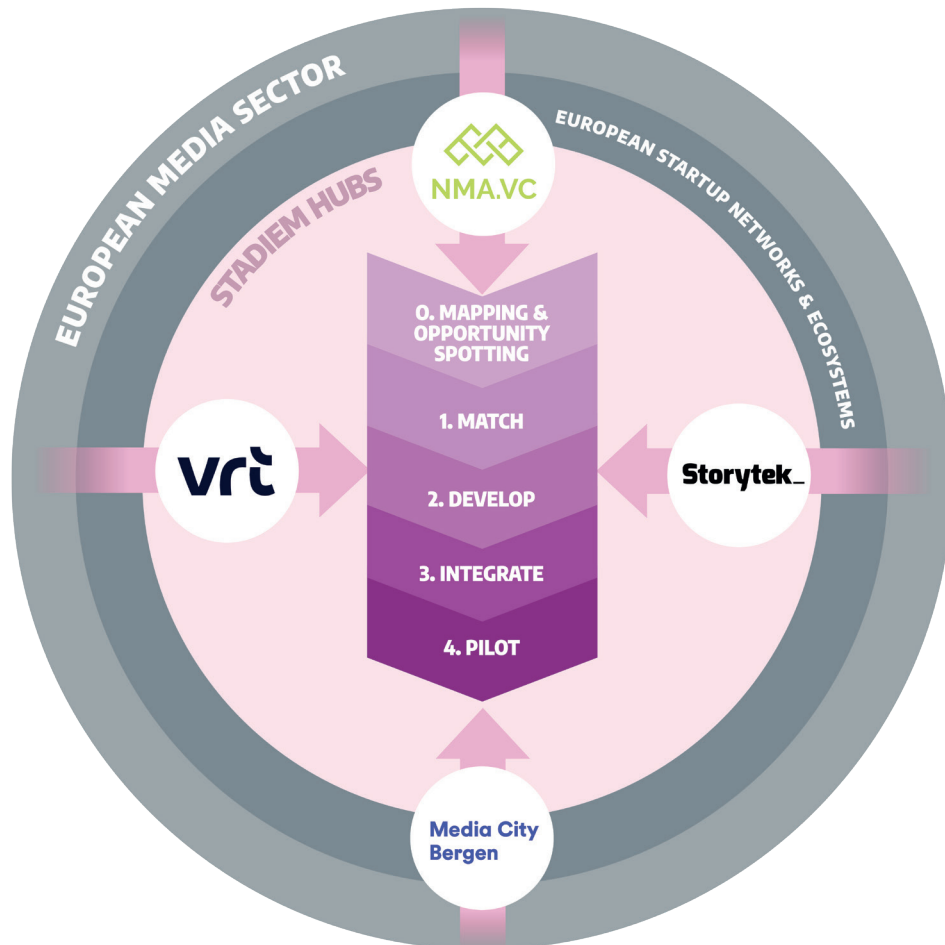 EUROPEAN MEDIA SECTOR
EUROPEAN STARTUP NETWORKS & ECOSYSTEMS
STADIEM HUBS
NMA.VC
0. MAPPING &
OPPORTUNITY
SPOTTING
1. MATCH
vrt
Storytek_
2. DEVELOP
3. INTEGRATE
4. PILOT
Media City
Bergen